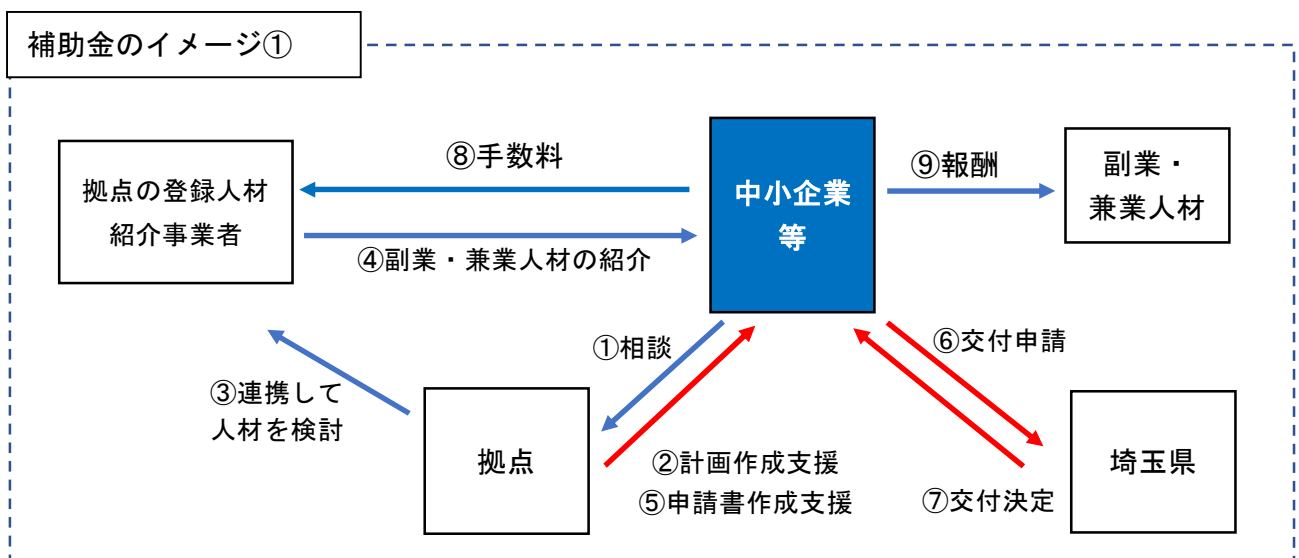 補助金のイメージ①
⑧手数料
⑨報酬
拠点の登録人材
紹介事業者
中小企業
等
副業・
兼業人材
④副業・兼業人材の紹介
①相談
⑥交付申請
③連携して
人材を検討
拠点
②計画作成支援
⑤申請書作成支援
⑦交付決定
埼玉県